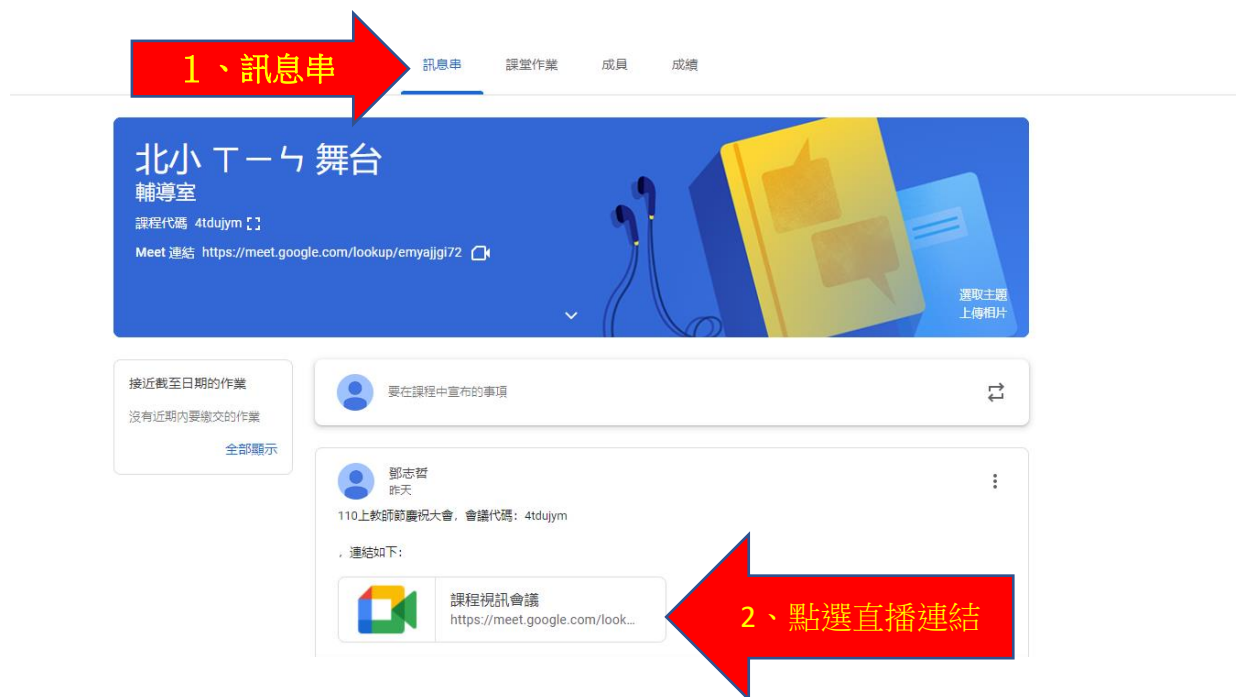 1、訊息串
訊息串 課堂作業 成員 成績
北小 ㄒㄧㄣ 舞台
輔導室
課程代碼 4tdujym
Meet 連結 https://meet.google.com/lookup/emyajjgi72
選取主題
上傳相片
接近截至日期的作業
沒有近期內要繳交的作業
全部顯示
要在課程中宣布的事項
鄧志哲
昨天
110上教師節慶祝大會，會議代碼：4tdujym
，連結如下：
課程視訊會議
https://meet.google.com/look...
2、點選直播連結